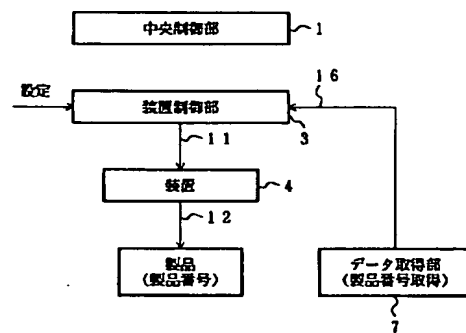 中央制御部
1
設定
装置制御部
16
3
11
装置
4
12
製品
(製品番号)
データ取得部
(製品番号取得)
7